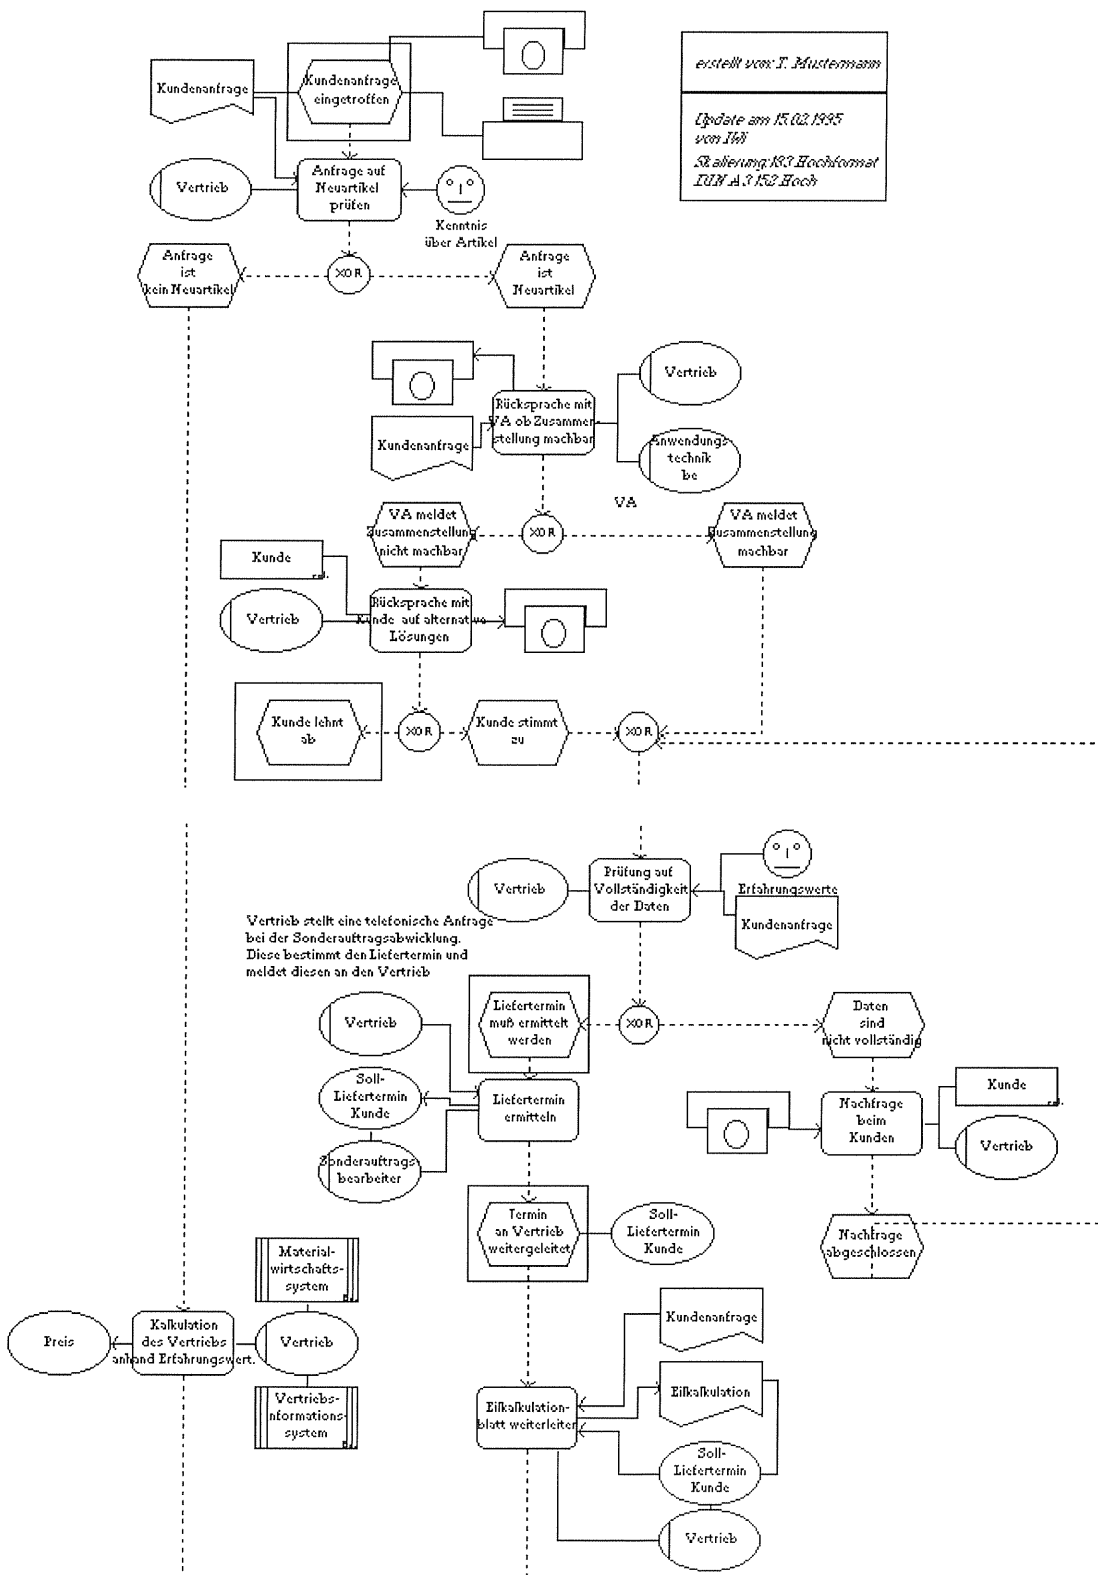 erstellt von: T. Mustermann
Update am 15.02.1995
von IWi
Skalierung:183 Hochformat
DIN A3 152 Hoch
Kundenanfrage
Kundenanfrage
eingetroffen
Vertrieb
Anfrage auf
Neuartikel
prüfen
Kenntnis
über Artikel
Anfrage
ist
kein Neuartikel
XOR
Anfrage
ist
Neuartikel
Kundenanfrage
Rücksprache mit
VA ob Zusammen
stellung machbar
Vertrieb
Anwendungs
technik
be
VA
VA meldet
Zusammenstellung
nicht machbar
XOR
VA meldet
Zusammenstellung
machbar
Kunde
Vertrieb
Rücksprache mit
Kunde auf alternative
Lösungen
Kunde lehnt
ab
XOR
Kunde stimmt
zu
XOR
Vertrieb
Prüfung auf
Vollständigkeit
der Daten
Erfahrungswerte
Kundenanfrage
Vertrieb stellt eine telefonische Anfrage
bei der Sonderauftragsabwicklung.
Diese bestimmt den Liefertermin und
meldet diesen an den Vertrieb
Vertrieb
Liefertermin
muß ermittelt
werden
XOR
Daten
sind
nicht vollständig
Soll-
Liefertermin
Kunde
Liefertermin
ermitteln
Sonderauftrags-
bearbeiter
Nachfrage
beim
Kunden
Kunde
Vertrieb
Termin
an Vertrieb
weitergeleitet
Soll-
Liefertermin
Kunde
Nachfrage
abgeschlossen
Material-
wirtschafts-
system
Preis
Kalkulation
des Vertriebs
anhand Erfahrungswert.
Vertrieb
Vertriebs-
nformations-
system
Kundenanfrage
Eilkalkulation
Eilkalkulation-
blatt weiterleiter
Soll-
Liefertermin
Kunde
Vertrieb